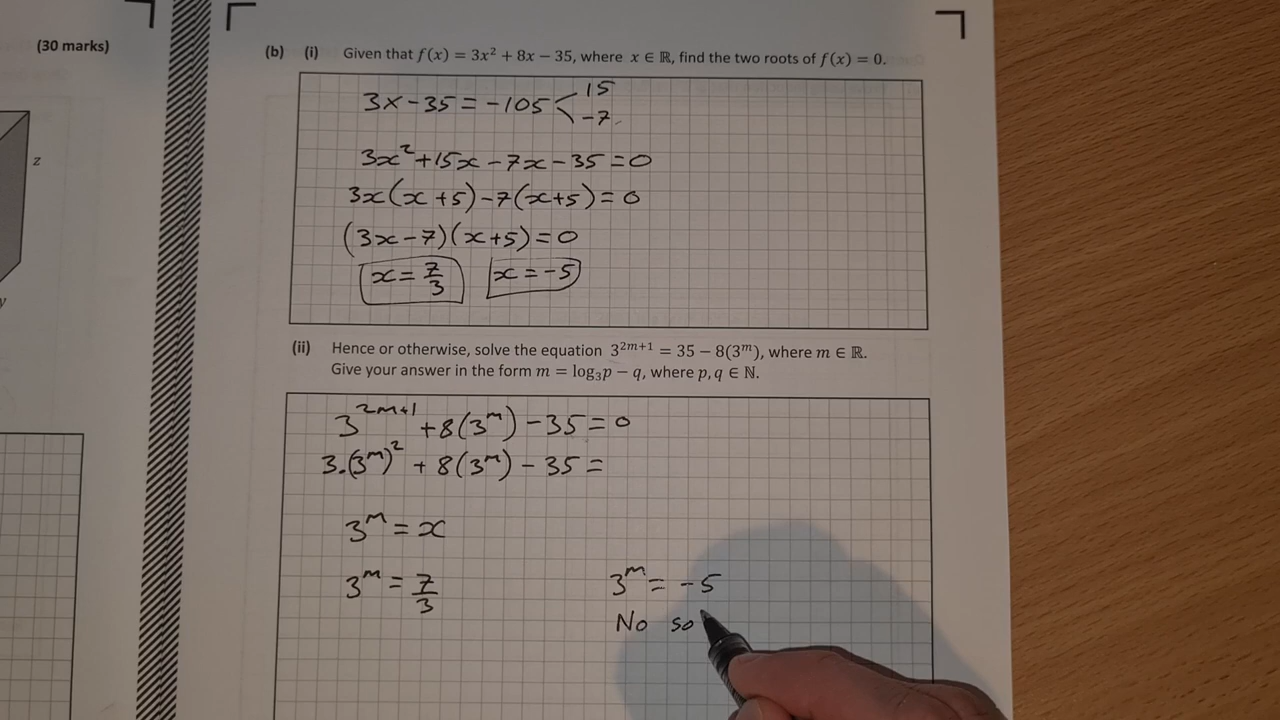 (30 marks)
z
y
(b) (i) Given that f(x) = 3x² + 8x − 35, where x ∈ ℝ, find the two roots of f(x) = 0.
3x-35 = -105 < 15
-7
3x² + 15x - 7x - 35 = 0
3x(x+5) - 7(x+5) = 0
(3x-7)(x+5) = 0
x = 7/3 x = -5
(ii) Hence or otherwise, solve the equation 3^{2m+1} = 35 − 8(3^m), where m ∈ ℝ.
Give your answer in the form m = log₃p − q, where p, q ∈ ℕ.
3^{2m+1} + 8(3^m) - 35 = 0
3.(3^m)² + 8(3^m) - 35 =
3^m = x
3^m = 7/3 3^m = -5
No so